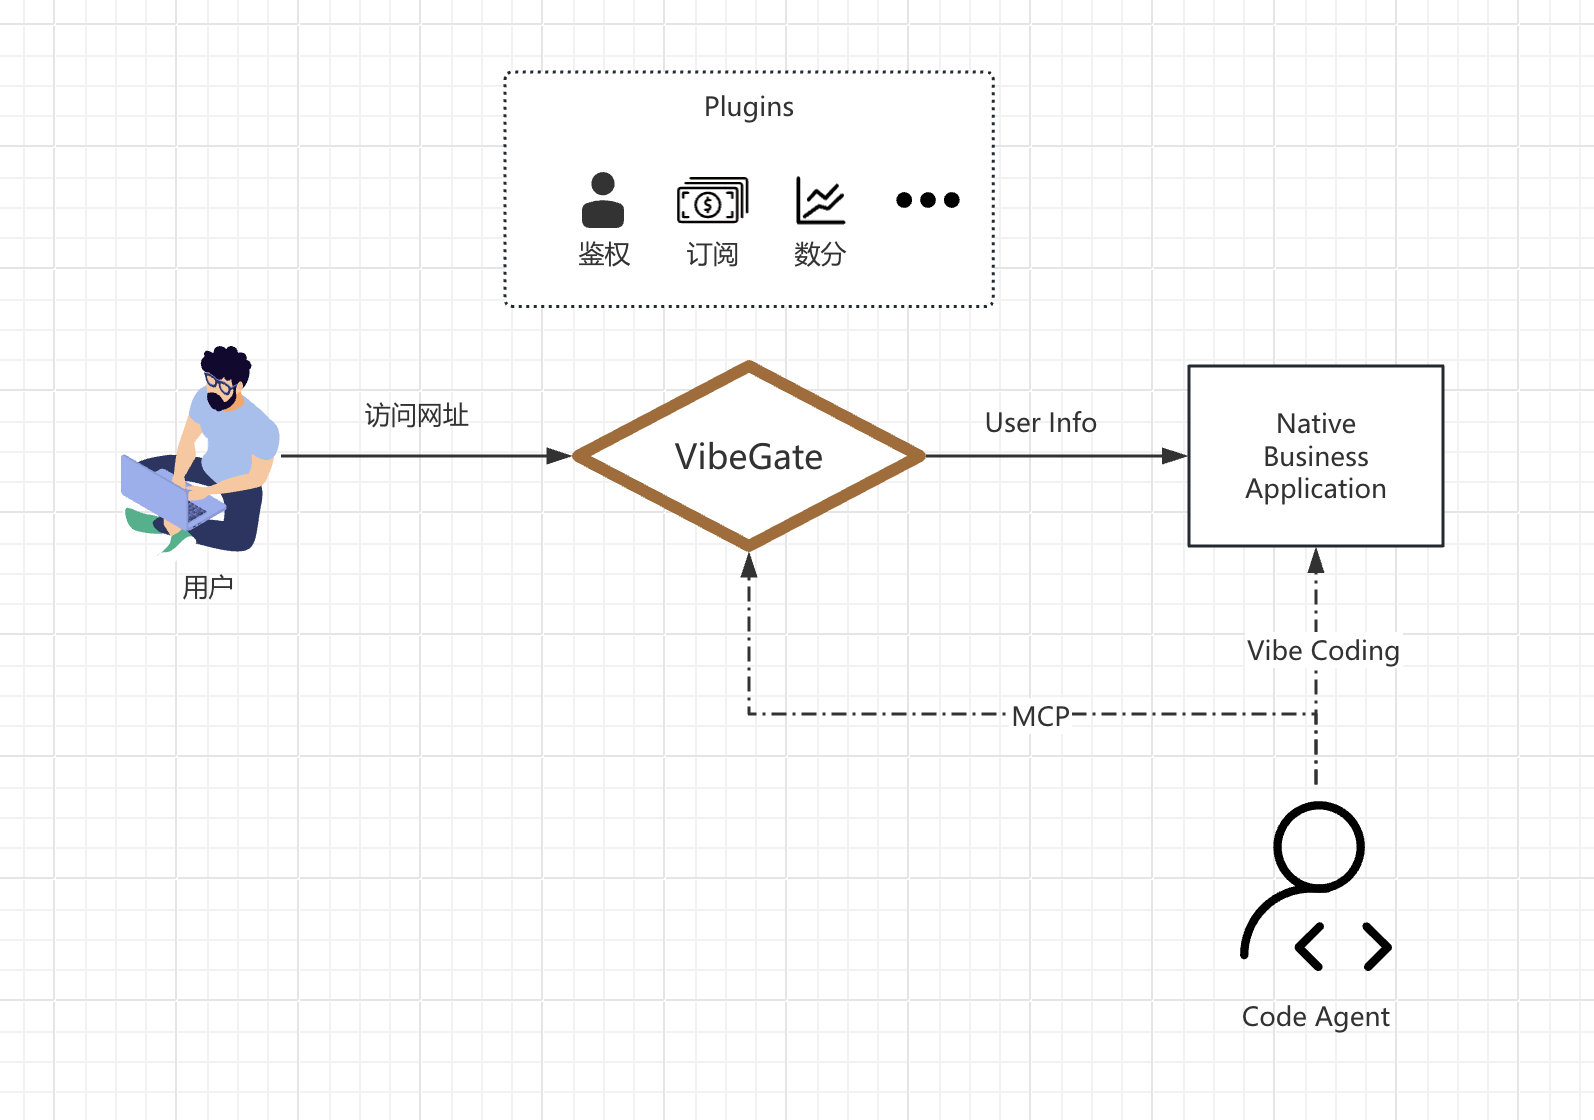 Plugins
鉴权
订阅
数分
访问网址
VibeGate
User Info
Native
Business
Application
用户
Vibe Coding
MCP
Code Agent